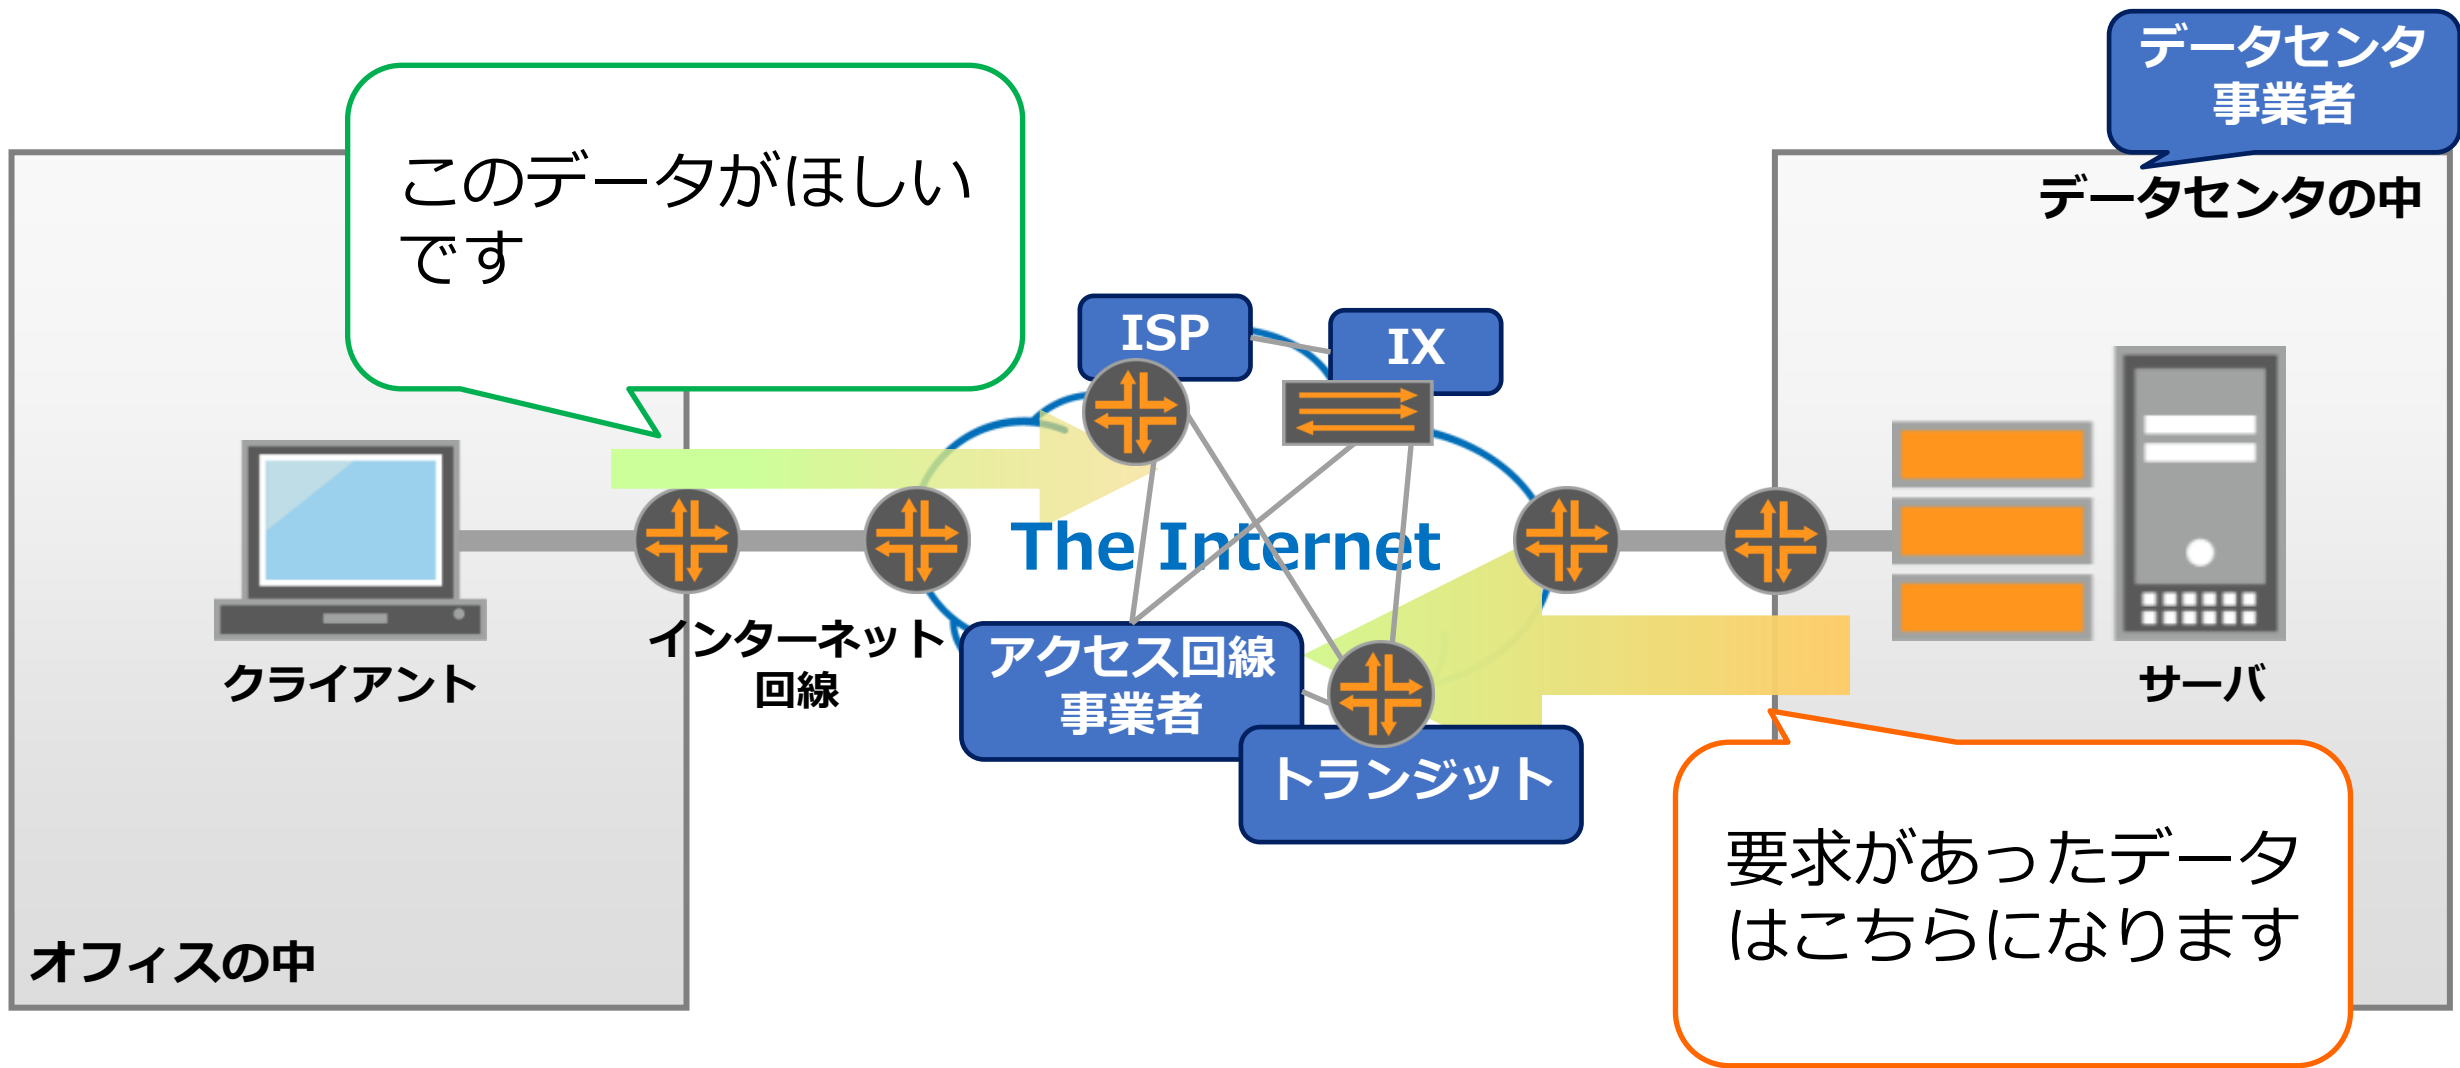 データセンタ
事業者
このデータがほしい
です
データセンタの中
ISP
IX
The Internet
インターネット
回線
アクセス回線
事業者
クライアント
サーバ
トランジット
要求があったデータ
はこちらになります
オフィスの中